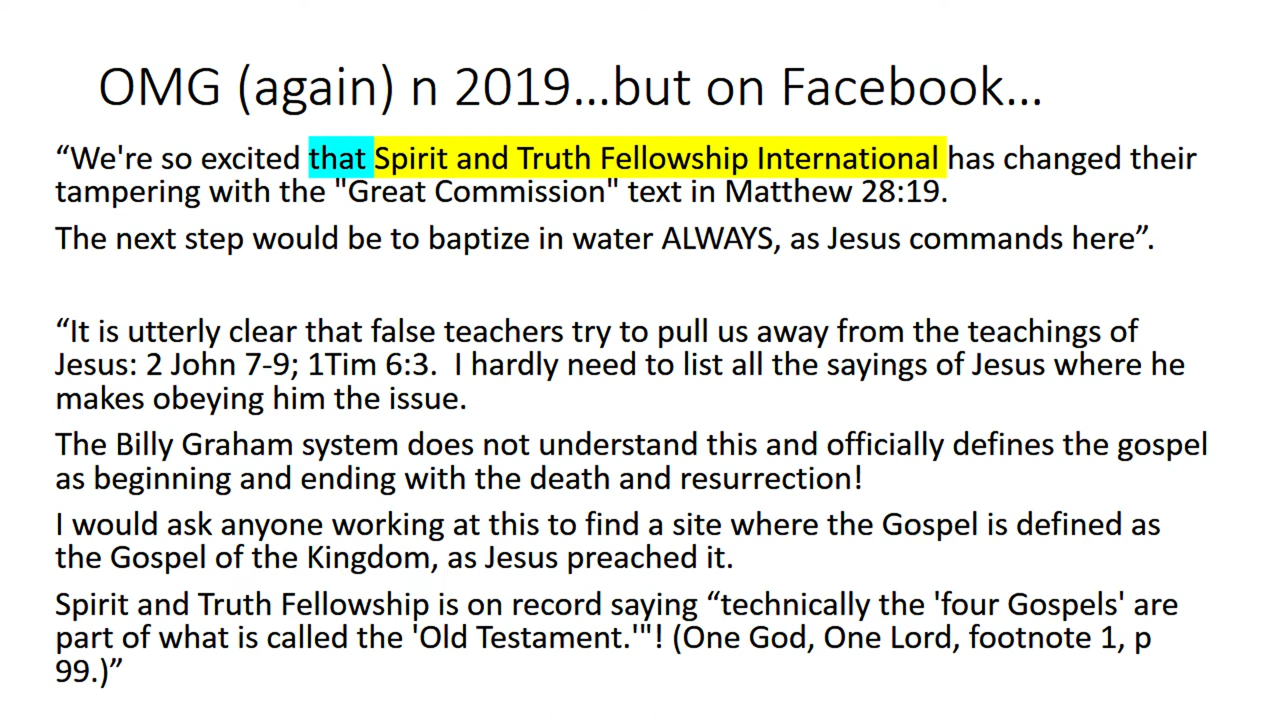 OMG (again) n 2019…but on Facebook…
“We're so excited that Spirit and Truth Fellowship International has changed their
tampering with the "Great Commission" text in Matthew 28:19.
The next step would be to baptize in water ALWAYS, as Jesus commands here”.
“It is utterly clear that false teachers try to pull us away from the teachings of
Jesus: 2 John 7-9; 1Tim 6:3.  I hardly need to list all the sayings of Jesus where he
makes obeying him the issue.
The Billy Graham system does not understand this and officially defines the gospel
as beginning and ending with the death and resurrection!
I would ask anyone working at this to find a site where the Gospel is defined as
the Gospel of the Kingdom, as Jesus preached it.
Spirit and Truth Fellowship is on record saying “technically the 'four Gospels' are
part of what is called the 'Old Testament.'"! (One God, One Lord, footnote 1, p
99.)”